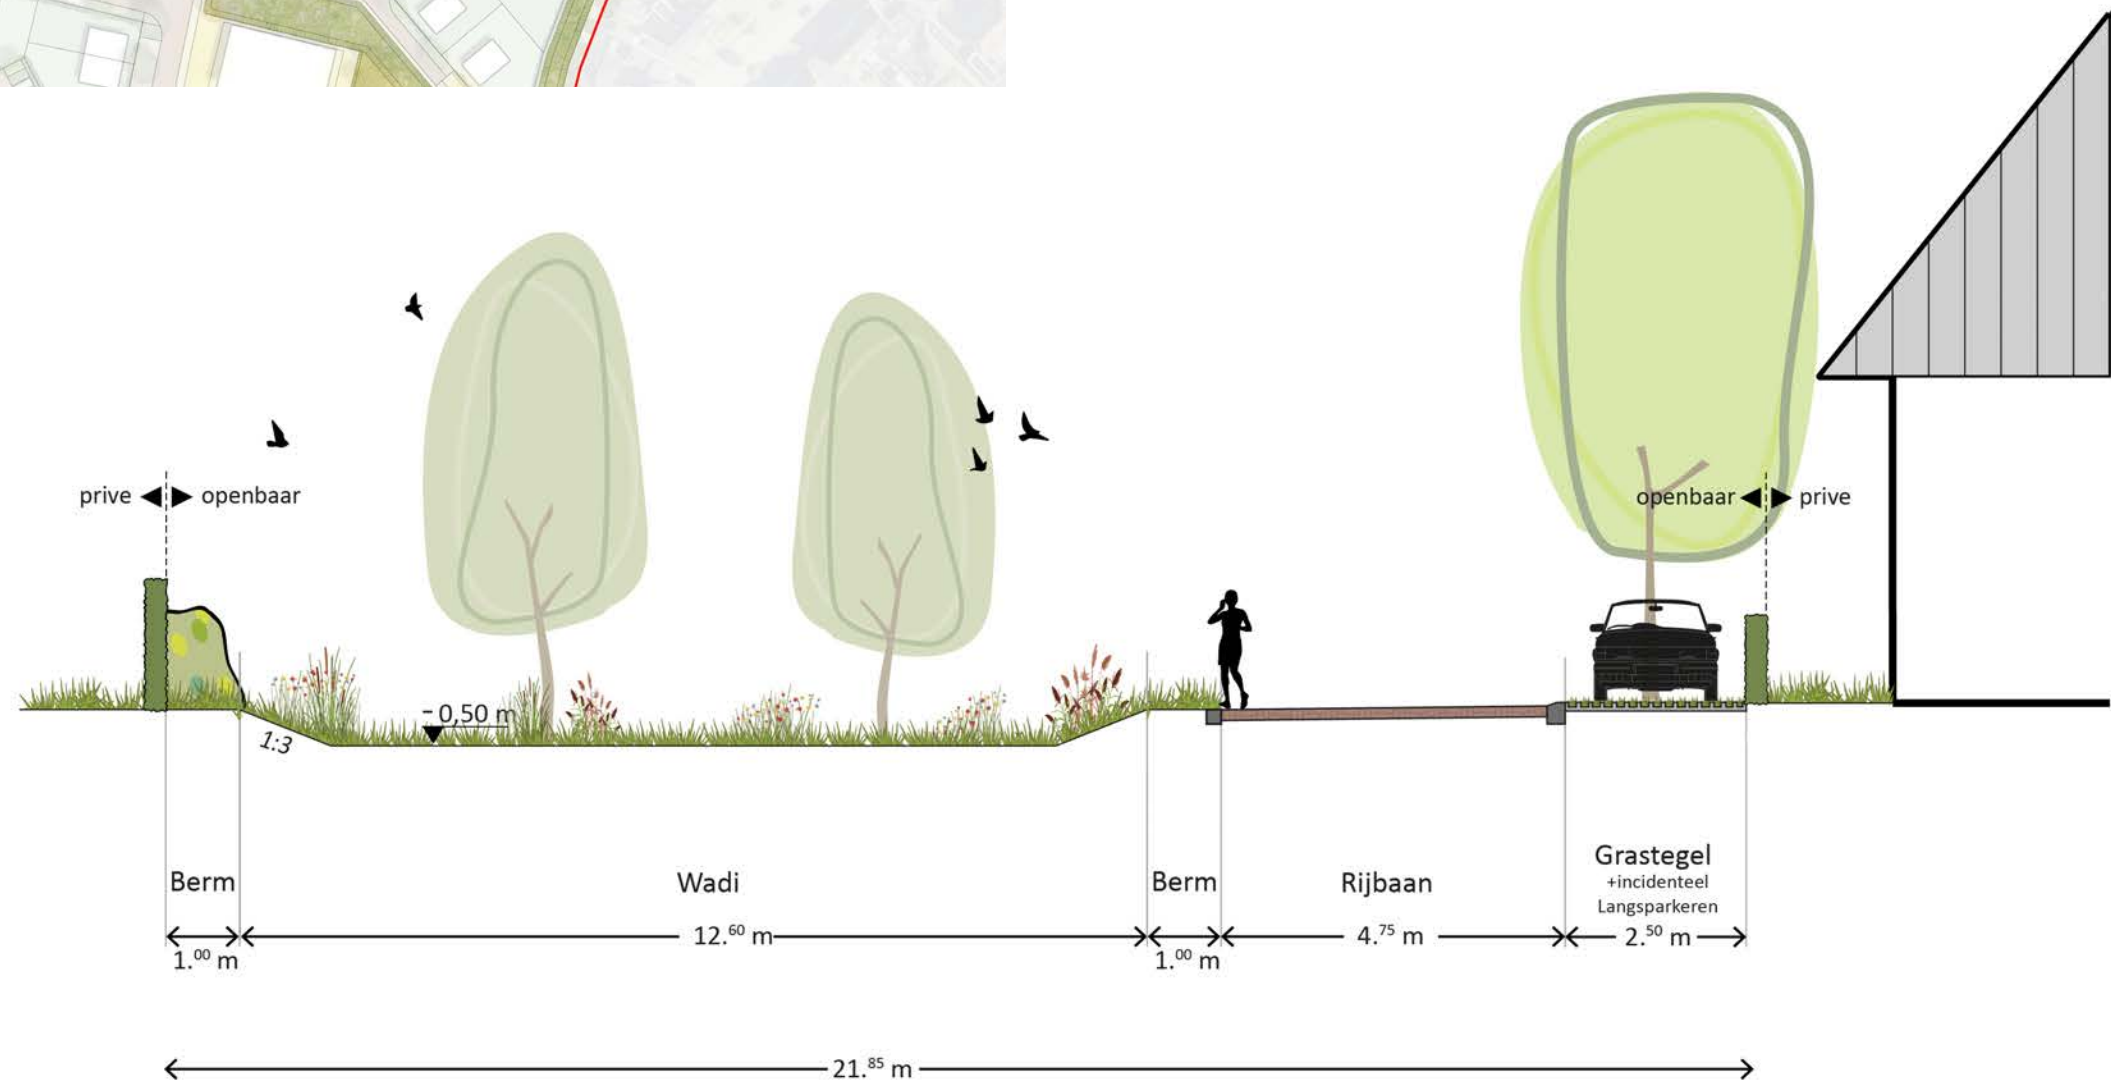 prive openbaar
openbaar prive
- 0,50 m
1:3
Berm
Wadi
Berm
Rijbaan
Grastegel
+incidenteel
Langsparkeren
1.⁰⁰ m
12.⁶⁰ m
1.⁰⁰ m
4.⁷⁵ m
2.⁵⁰ m
21.⁸⁵ m